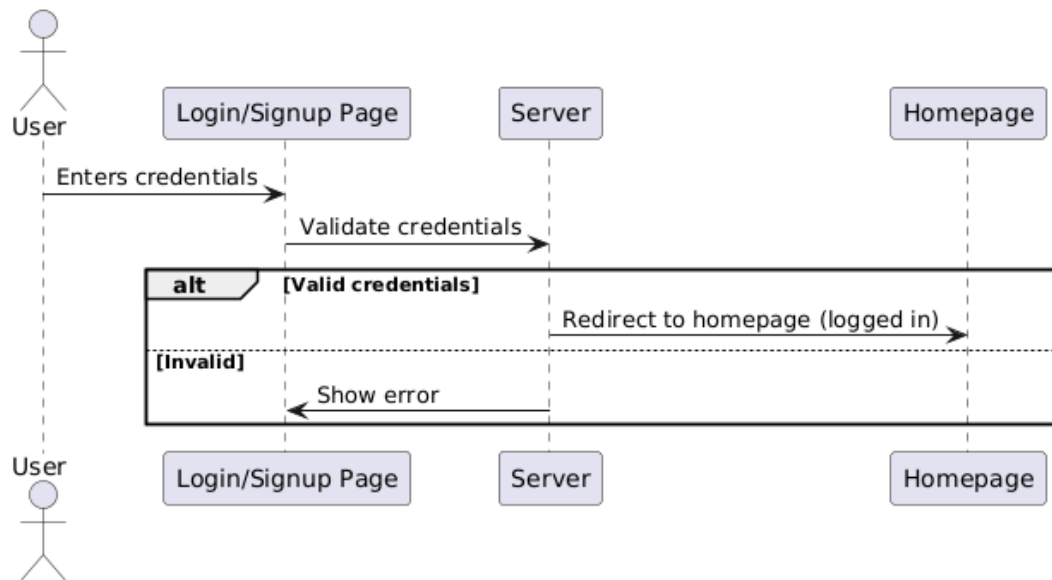 User
Login/Signup Page
Server
Homepage
Enters credentials
Validate credentials
alt
[Valid credentials]
Redirect to homepage (logged in)
[Invalid]
Show error
User
Login/Signup Page
Server
Homepage